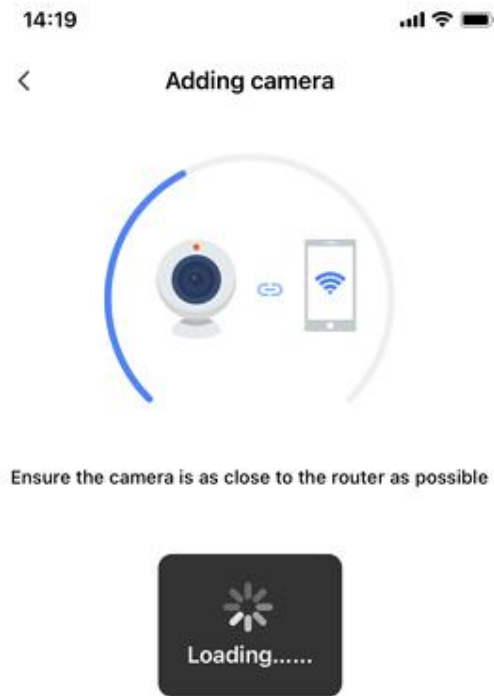 14:19
Adding camera
Ensure the camera is as close to the router as possible
Loading......